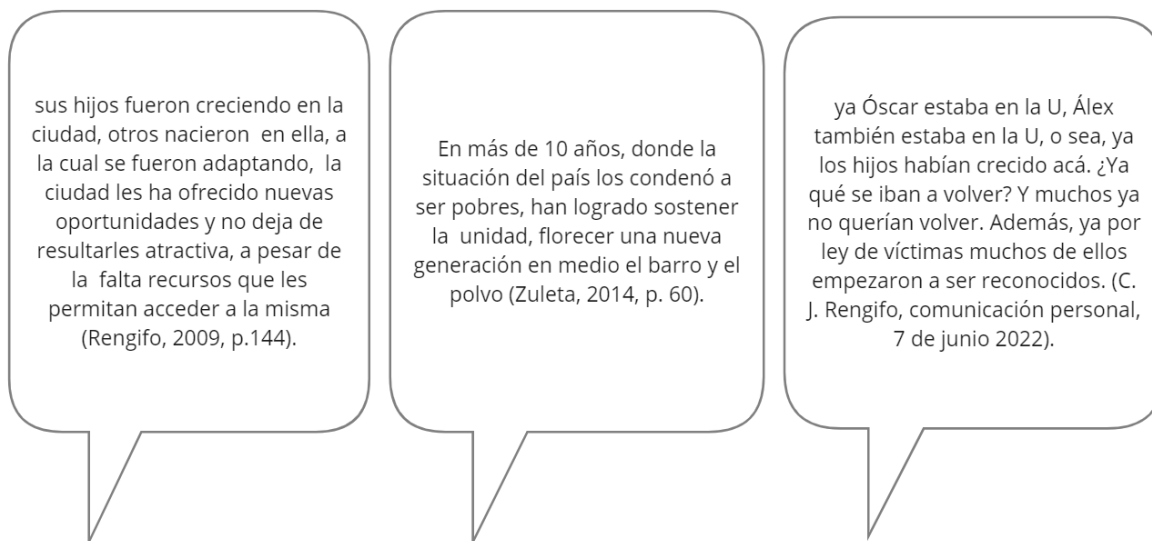 sus hijos fueron creciendo en la
ciudad, otros nacieron en ella, a
la cual se fueron adaptando, la
ciudad les ha ofrecido nuevas
oportunidades y no deja de
resultarles atractiva, a pesar de
la falta recursos que les
permitan acceder a la misma
(Rengifo, 2009, p.144).
En más de 10 años, donde la
situación del país los condenó a
ser pobres, han logrado sostener
la unidad, florecer una nueva
generación en medio el barro y el
polvo (Zuleta, 2014, p. 60).
ya Óscar estaba en la U, Álex
también estaba en la U, o sea, ya
los hijos habían crecido acá. ¿Ya
qué se iban a volver? Y muchos ya
no querían volver. Además, ya por
ley de víctimas muchos de ellos
empezaron a ser reconocidos. (C.
J. Rengifo, comunicación personal,
7 de junio 2022).